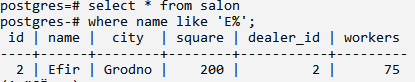 postgres=# select * from salon
postgres-# where name like 'E%';
 id | name | city | square | dealer_id | workers
----+------+--------+--------+-----------+---------
  2 | Efir | Grodno | 200 | 2 | 75